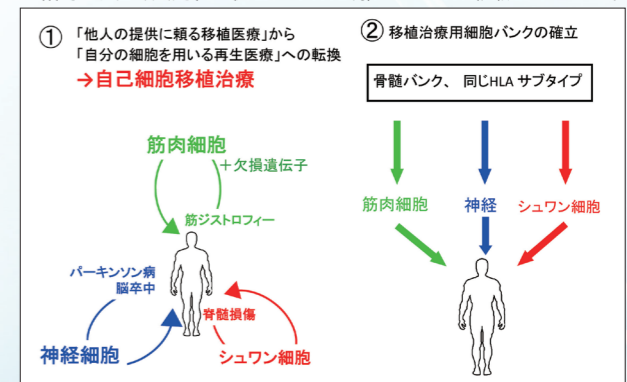 ① 「他人の提供に頼る移植医療」から
「自分の細胞を用いる再生医療」への転換
→自己細胞移植治療
筋肉細胞
＋欠損遺伝子
筋ジストロフィー
パーキンソン病
脳卒中
脊髄損傷
神経細胞
シュワン細胞
② 移植治療用細胞バンクの確立
骨髄バンク、 同じHLA サブタイプ
筋肉細胞
神経
シュワン細胞